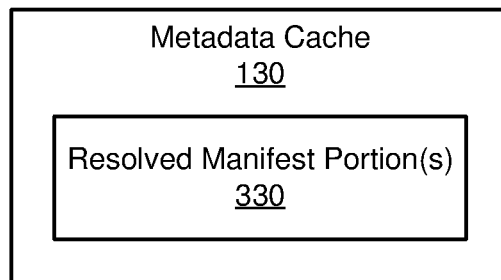 Metadata Cache
130
Resolved Manifest Portion(s)
330